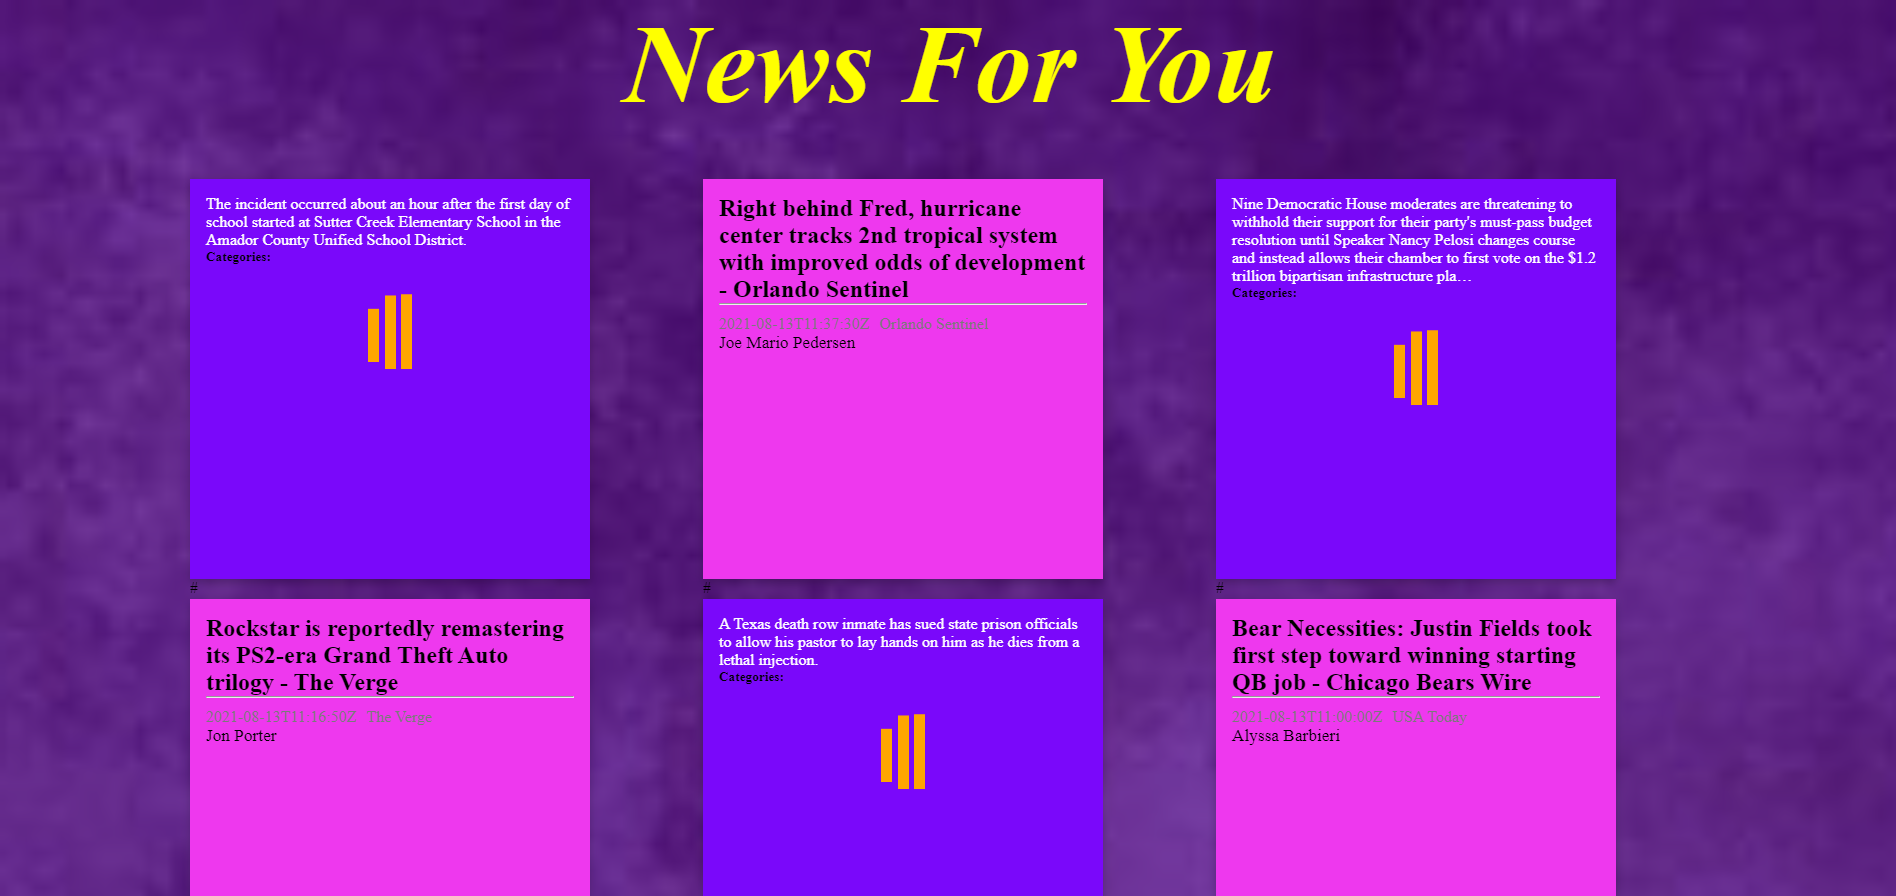 News For You
The incident occurred about an hour after the first day of
school started at Sutter Creek Elementary School in the
Amador County Unified School District.
Categories:
#
Right behind Fred, hurricane
center tracks 2nd tropical system
with improved odds of development
- Orlando Sentinel
2021-08-13T11:37:30Z Orlando Sentinel
Joe Mario Pedersen
#
Nine Democratic House moderates are threatening to
withhold their support for their party's must-pass budget
resolution until Speaker Nancy Pelosi changes course
and instead allows their chamber to first vote on the $1.2
trillion bipartisan infrastructure pla…
Categories:
#
Rockstar is reportedly remastering
its PS2-era Grand Theft Auto
trilogy - The Verge
2021-08-13T11:16:50Z The Verge
Jon Porter
A Texas death row inmate has sued state prison officials
to allow his pastor to lay hands on him as he dies from a
lethal injection.
Categories:
Bear Necessities: Justin Fields took
first step toward winning starting
QB job - Chicago Bears Wire
2021-08-13T11:00:00Z USA Today
Alyssa Barbieri